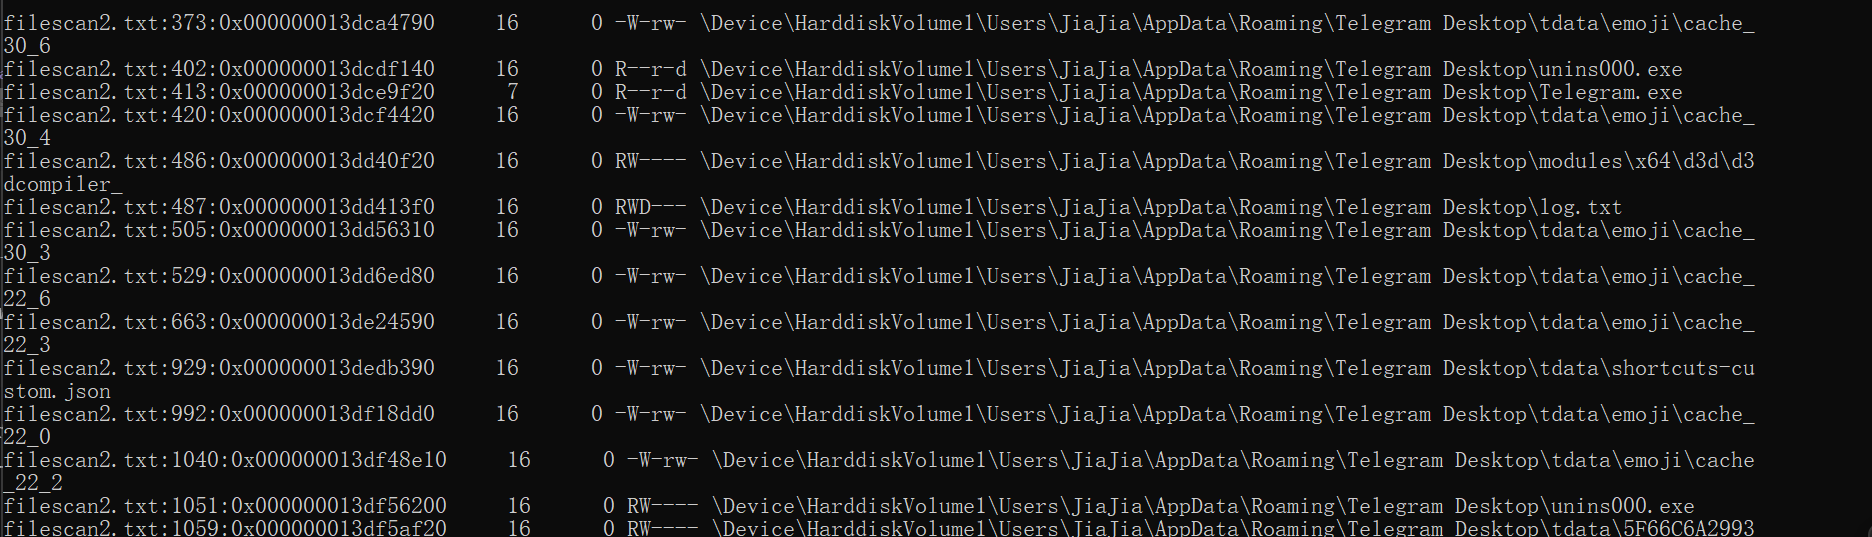 filescan2.txt:373:0x000000013dca4790     16      0 -W-rw- \Device\HarddiskVolume1\Users\JiaJia\AppData\Roaming\Telegram Desktop\tdata\emoji\cache_
30_6
filescan2.txt:402:0x000000013dcdf140     16      0 R--r-d \Device\HarddiskVolume1\Users\JiaJia\AppData\Roaming\Telegram Desktop\unins000.exe
filescan2.txt:413:0x000000013dce9f20      7      0 R--r-d \Device\HarddiskVolume1\Users\JiaJia\AppData\Roaming\Telegram Desktop\Telegram.exe
filescan2.txt:420:0x000000013dcf4420     16      0 -W-rw- \Device\HarddiskVolume1\Users\JiaJia\AppData\Roaming\Telegram Desktop\tdata\emoji\cache_
30_4
filescan2.txt:486:0x000000013dd40f20     16      0 RW---- \Device\HarddiskVolume1\Users\JiaJia\AppData\Roaming\Telegram Desktop\modules\x64\d3d\d3
dcompiler_
filescan2.txt:487:0x000000013dd413f0     16      0 RWD--- \Device\HarddiskVolume1\Users\JiaJia\AppData\Roaming\Telegram Desktop\log.txt
filescan2.txt:505:0x000000013dd56310     16      0 -W-rw- \Device\HarddiskVolume1\Users\JiaJia\AppData\Roaming\Telegram Desktop\tdata\emoji\cache_
30_3
filescan2.txt:529:0x000000013dd6ed80     16      0 -W-rw- \Device\HarddiskVolume1\Users\JiaJia\AppData\Roaming\Telegram Desktop\tdata\emoji\cache_
22_6
filescan2.txt:663:0x000000013de24590     16      0 -W-rw- \Device\HarddiskVolume1\Users\JiaJia\AppData\Roaming\Telegram Desktop\tdata\emoji\cache_
22_3
filescan2.txt:929:0x000000013dedb390     16      0 -W-rw- \Device\HarddiskVolume1\Users\JiaJia\AppData\Roaming\Telegram Desktop\tdata\shortcuts-cu
stom.json
filescan2.txt:992:0x000000013df18dd0     16      0 -W-rw- \Device\HarddiskVolume1\Users\JiaJia\AppData\Roaming\Telegram Desktop\tdata\emoji\cache_
22_0
filescan2.txt:1040:0x000000013df48e10     16      0 -W-rw- \Device\HarddiskVolume1\Users\JiaJia\AppData\Roaming\Telegram Desktop\tdata\emoji\cache
_22_2
filescan2.txt:1051:0x000000013df56200     16      0 RW---- \Device\HarddiskVolume1\Users\JiaJia\AppData\Roaming\Telegram Desktop\unins000.exe
filescan2.txt:1059:0x000000013df5af20     16      0 RW---- \Device\HarddiskVolume1\Users\JiaJia\AppData\Roaming\Telegram Desktop\tdata\5F66C6A2993